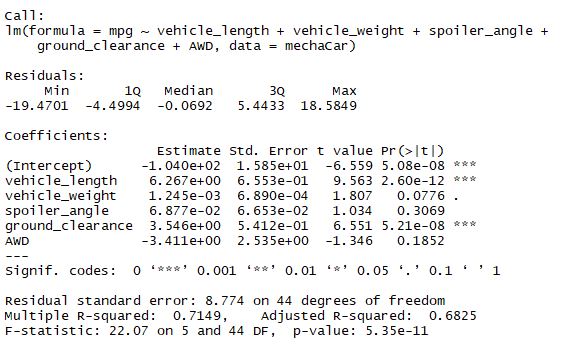 Call:
lm(formula = mpg ~ vehicle_length + vehicle_weight + spoiler_angle +
    ground_clearance + AWD, data = mechaCar)

Residuals:
     Min       1Q   Median       3Q      Max
-19.4701  -4.4994  -0.0692   5.4433  18.5849

Coefficients:
                   Estimate Std. Error t value Pr(>|t|)
(Intercept)      -1.040e+02  1.585e+01  -6.559 5.08e-08 ***
vehicle_length    6.267e+00  6.553e-01   9.563 2.60e-12 ***
vehicle_weight    1.245e-03  6.890e-04   1.807   0.0776 .
spoiler_angle     6.877e-02  6.653e-02   1.034   0.3069
ground_clearance  3.546e+00  5.412e-01   6.551 5.21e-08 ***
AWD              -3.411e+00  2.535e+00  -1.346   0.1852
---
Signif. codes:  0 ‘***’ 0.001 ‘**’ 0.01 ‘*’ 0.05 ‘.’ 0.1 ‘ ’ 1

Residual standard error: 8.774 on 44 degrees of freedom
Multiple R-squared:  0.7149,    Adjusted R-squared:  0.6825
F-statistic: 22.07 on 5 and 44 DF,  p-value: 5.35e-11